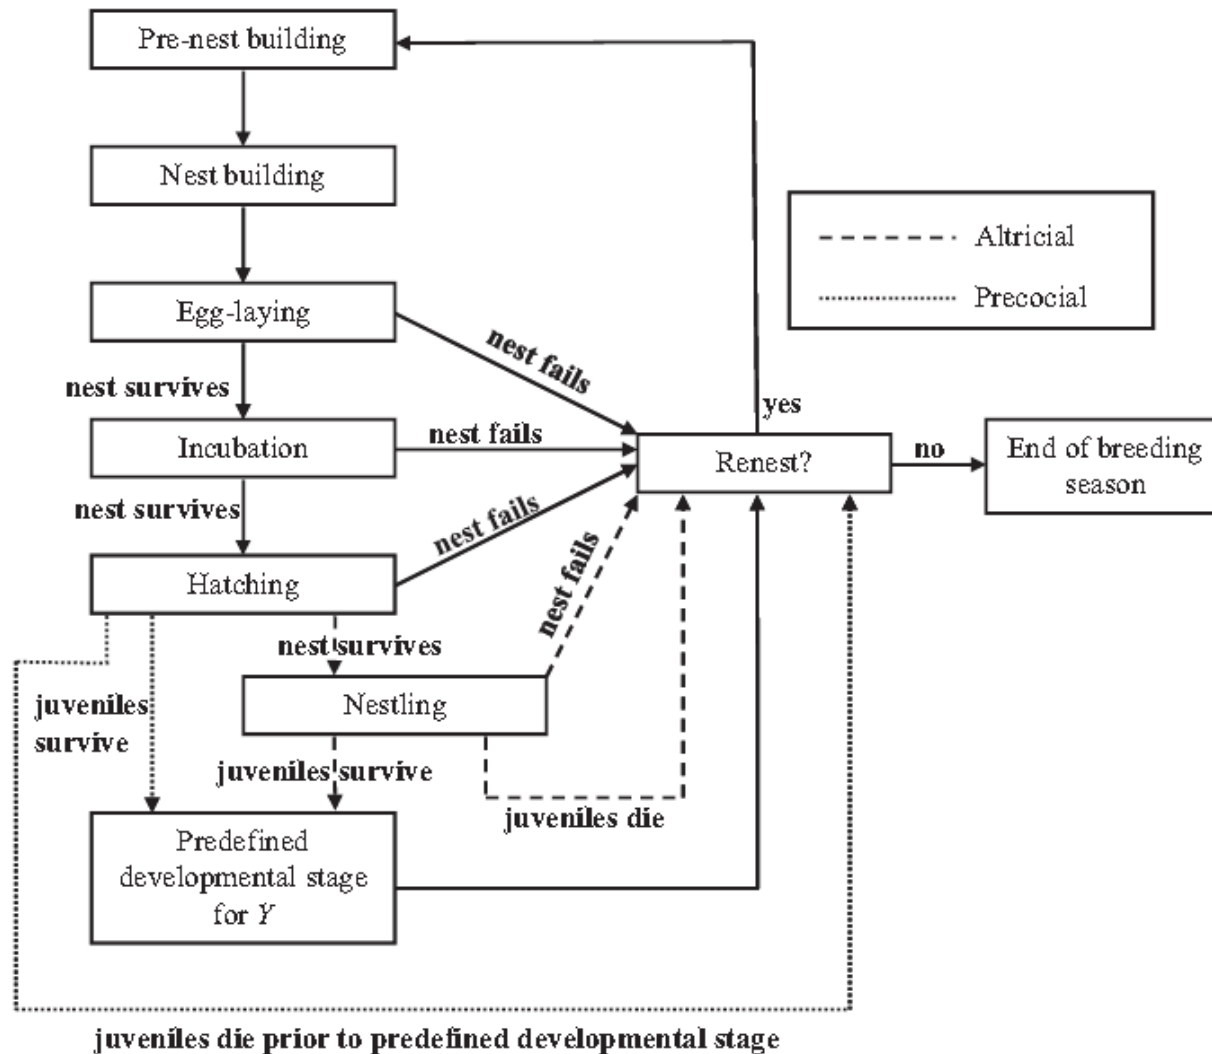 Pre-nest building
Nest building
Altricial
Precocial
Egg-laying
nest fails
nest survives
yes
Incubation
nest fails
Renest?
no
End of breeding
season
nest survives
nest fails
Hatching
nest fails
nest survives
juveniles
survive
Nestling
juveniles survive
juveniles die
Predefined
developmental stage
for Y
juveniles die prior to predefined developmental stage